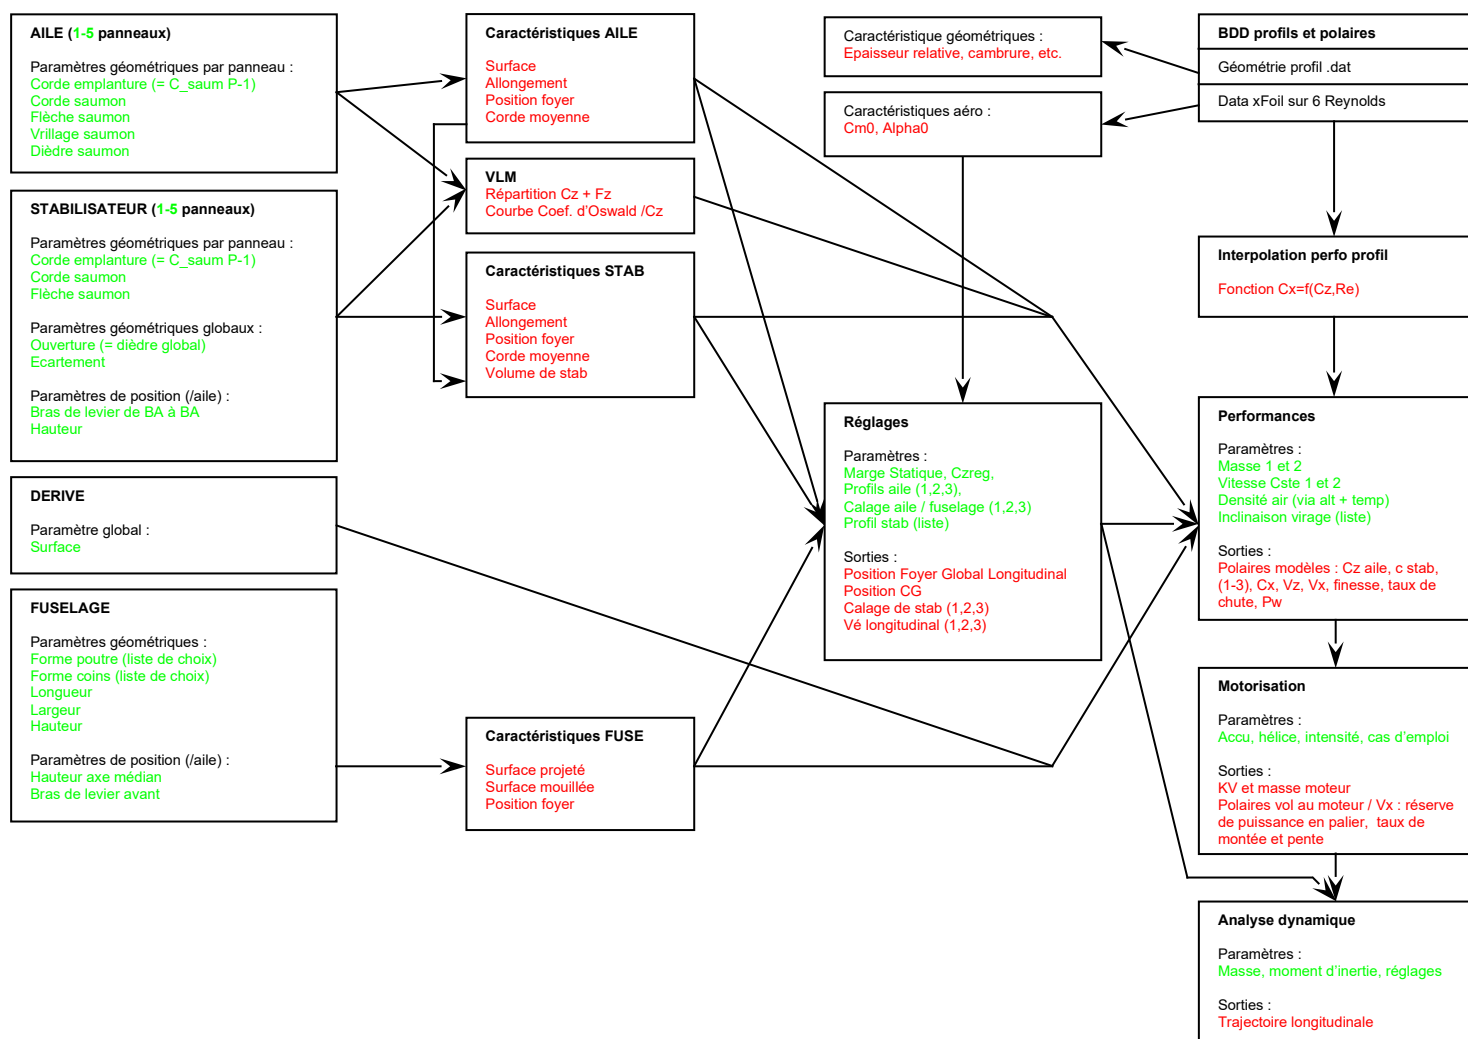 AILE (1-5 panneaux)
Paramètres géométriques par panneau :
Corde emplanture (= C_saum P-1)
Corde saumon
Flèche saumon
Vrillage saumon
Dièdre saumon
STABILISATEUR (1-5 panneaux)
Paramètres géométriques par panneau :
Corde emplanture (= C_saum P-1)
Corde saumon
Flèche saumon
Paramètres géométriques globaux :
Ouverture (= dièdre global)
Ecartement
Paramètres de position (/aile) :
Bras de levier de BA à BA
Hauteur
DERIVE
Paramètre global :
Surface
FUSELAGE
Paramètres géométriques :
Forme poutre (liste de choix)
Forme coins (liste de choix)
Longueur
Largeur
Hauteur
Paramètres de position (/aile) :
Hauteur axe médian
Bras de levier avant
Caractéristiques AILE
Surface
Allongement
Position foyer
Corde moyenne
VLM
Répartition Cz + Fz
Courbe Coef. d'Oswald /Cz
Caractéristiques STAB
Surface
Allongement
Position foyer
Corde moyenne
Volume de stab
Caractéristiques FUSE
Surface projeté
Surface mouillée
Position foyer
Caractéristique géométriques :
Epaisseur relative, cambrure, etc.
Caractéristiques aéro :
Cm0, Alpha0
Réglages
Paramètres :
Marge Statique, Czreg,
Profils aile (1,2,3),
Calage aile / fuselage (1,2,3)
Profil stab (liste)
Sorties :
Position Foyer Global Longitudinal
Position CG
Calage de stab (1,2,3)
Vé longitudinal (1,2,3)
BDD profils et polaires
Géométrie profil .dat
Data xFoil sur 6 Reynolds
Interpolation perfo profil
Fonction Cx=f(Cz,Re)
Performances
Paramètres :
Masse 1 et 2
Vitesse Cste 1 et 2
Densité air (via alt + temp)
Inclinaison virage (liste)
Sorties :
Polaires modèles : Cz aile, c stab,
(1-3), Cx, Vz, Vx, finesse, taux de
chute, Pw
Motorisation
Paramètres :
Accu, hélice, intensité, cas d'emploi
Sorties :
KV et masse moteur
Polaires vol au moteur / Vx : réserve
de puissance en palier, taux de
montée et pente
Analyse dynamique
Paramètres :
Masse, moment d'inertie, réglages
Sorties :
Trajectoire longitudinale